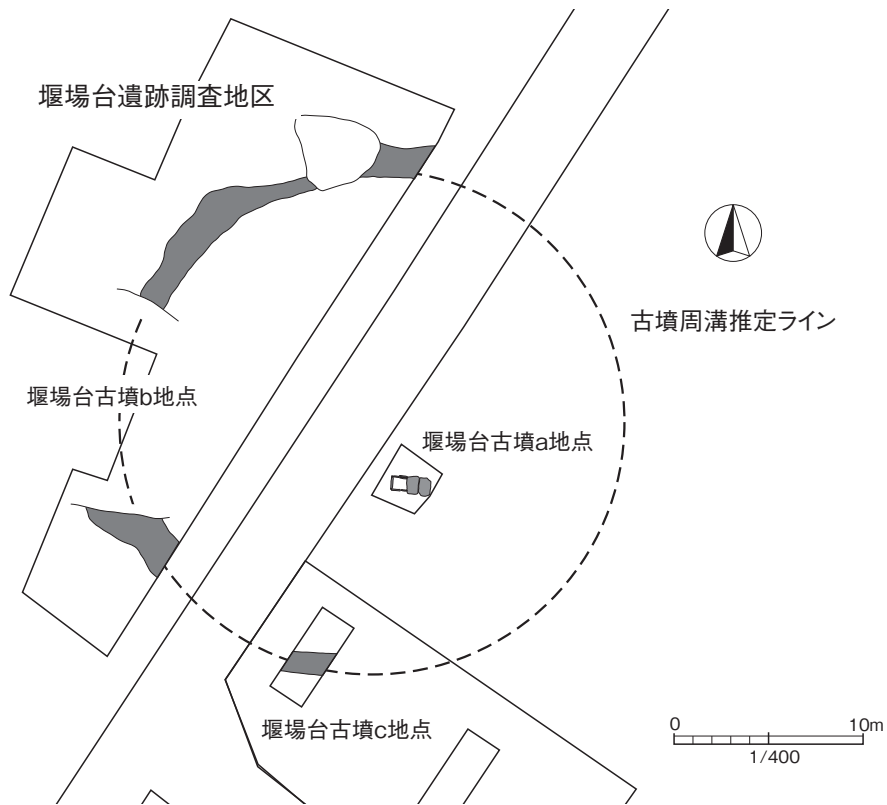 堰場台遺跡調査地区
古墳周溝推定ライン
堰場台古墳b地点
堰場台古墳a地点
堰場台古墳c地点
0 10m
1/400